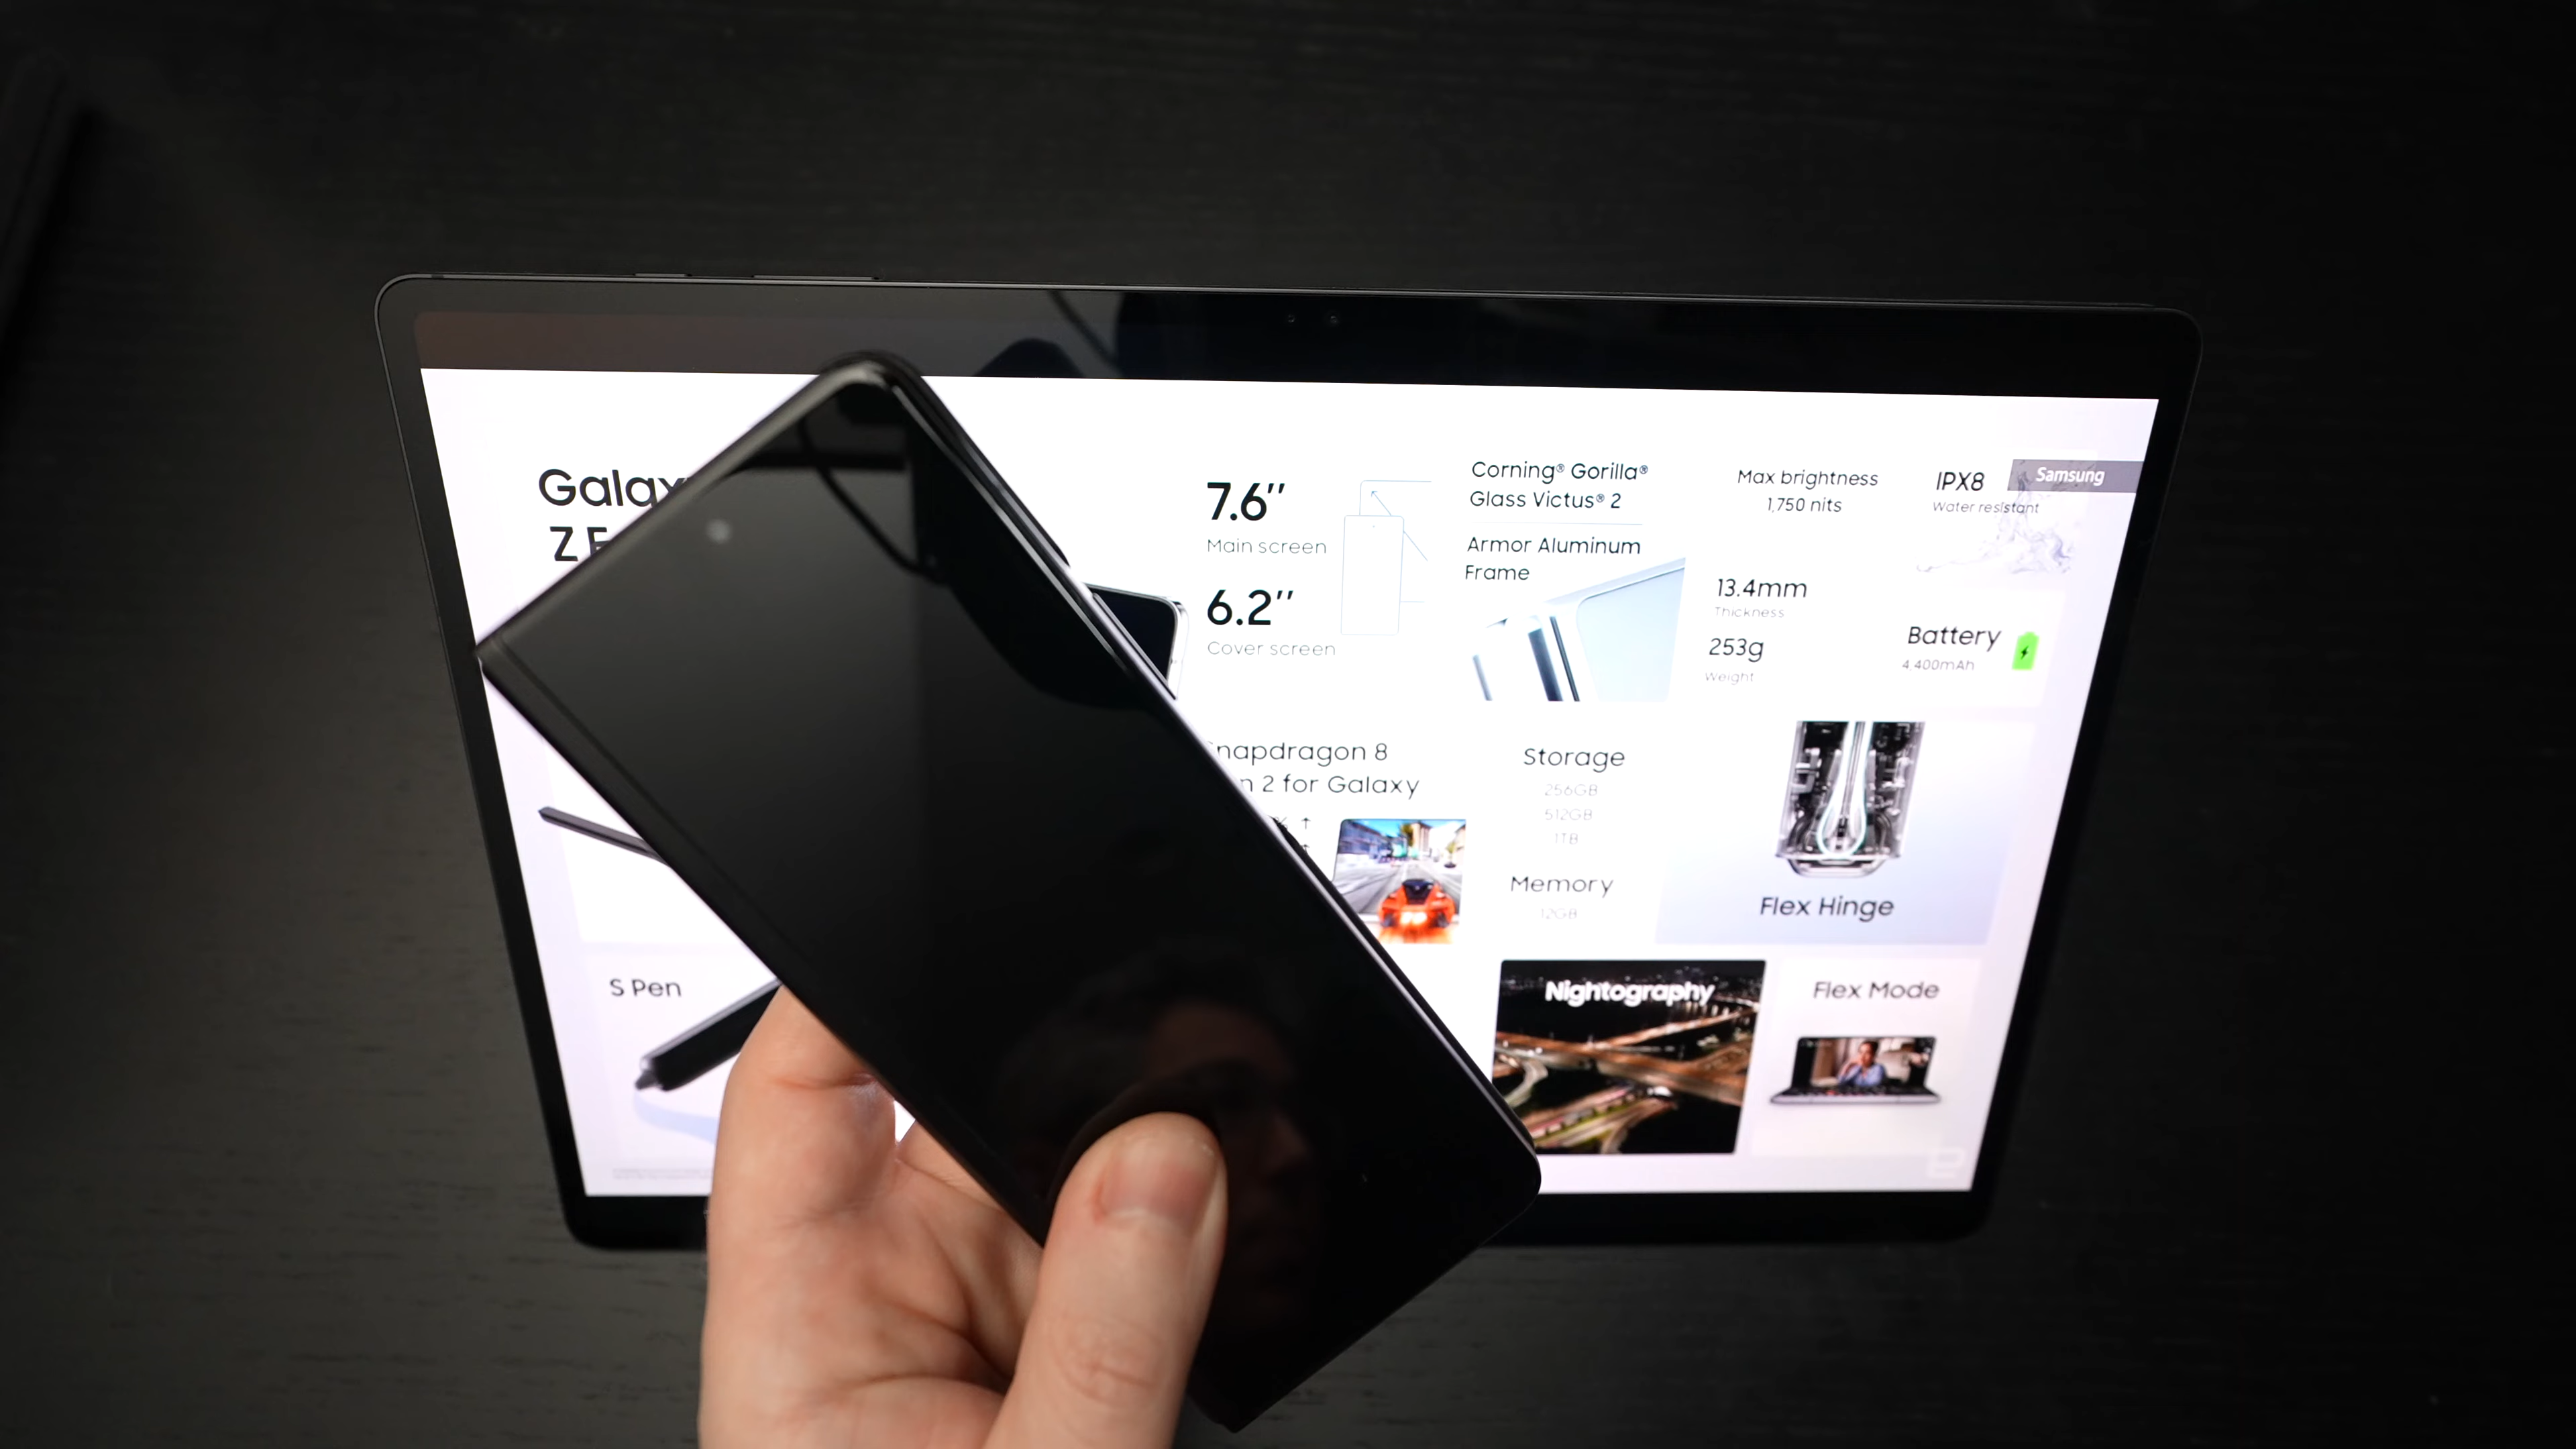 Galaxy
Z F
7.6"
Main screen
6.2"
Cover screen
Corning® Gorilla®
Glass Victus® 2
Armor Aluminum
Frame
Max brightness
1,750 nits
IPX8
Water resistant
Samsung
13.4mm
Thickness
253g
Weight
Battery
4,400mAh
napdragon 8
n 2 for Galaxy
Storage
256GB
512GB
1TB
Memory
12GB
Flex Hinge
S Pen
Nightography
Flex Mode